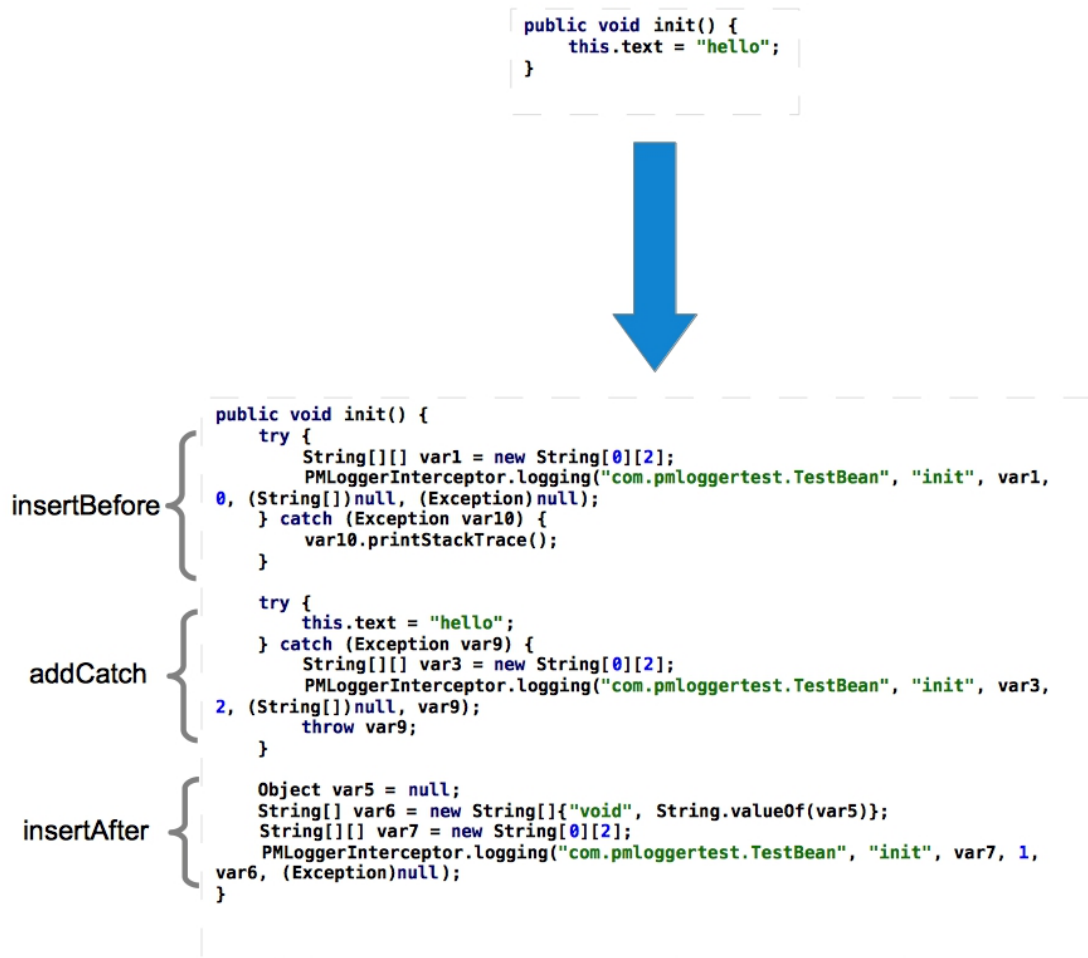 public void init() {
    this.text = "hello";
}
public void init() {
    try {
        String[][] var1 = new String[0][2];
        PMLoggerInterceptor.logging("com.pmloggertest.TestBean", "init", var1,
0, (String[])null, (Exception)null);
    } catch (Exception var10) {
        var10.printStackTrace();
    }
insertBefore
    try {
        this.text = "hello";
    } catch (Exception var9) {
        String[][] var3 = new String[0][2];
        PMLoggerInterceptor.logging("com.pmloggertest.TestBean", "init", var3,
2, (String[])null, var9);
        throw var9;
    }
addCatch
    Object var5 = null;
    String[] var6 = new String[]{"void", String.valueOf(var5)};
    String[][] var7 = new String[0][2];
    PMLoggerInterceptor.logging("com.pmloggertest.TestBean", "init", var7, 1,
var6, (Exception)null);
}
insertAfter